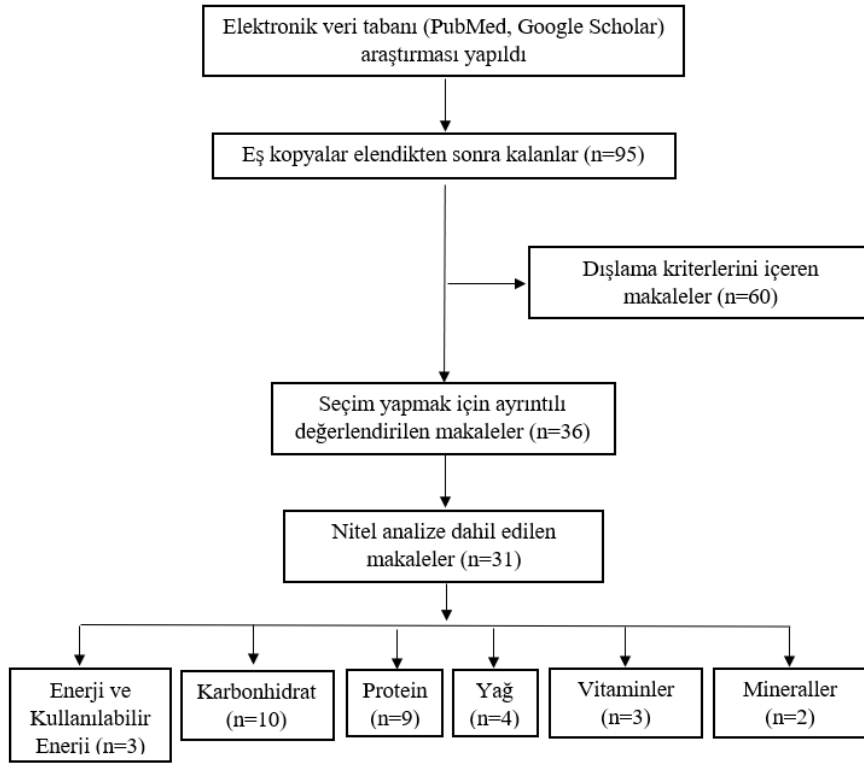 Elektronik veri tabanı (PubMed, Google Scholar)
araştırması yapıldı
Eş kopyalar elendikten sonra kalanlar (n=95)
Dışlama kriterlerini içeren
makaleler (n=60)
Seçim yapmak için ayrıntılı
değerlendirilen makaleler (n=36)
Nitel analize dahil edilen
makaleler (n=31)
Enerji ve
Kullanılabilir
Enerji (n=3)
Karbonhidrat
(n=10)
Protein
(n=9)
Yağ
(n=4)
Vitaminler
(n=3)
Mineraller
(n=2)